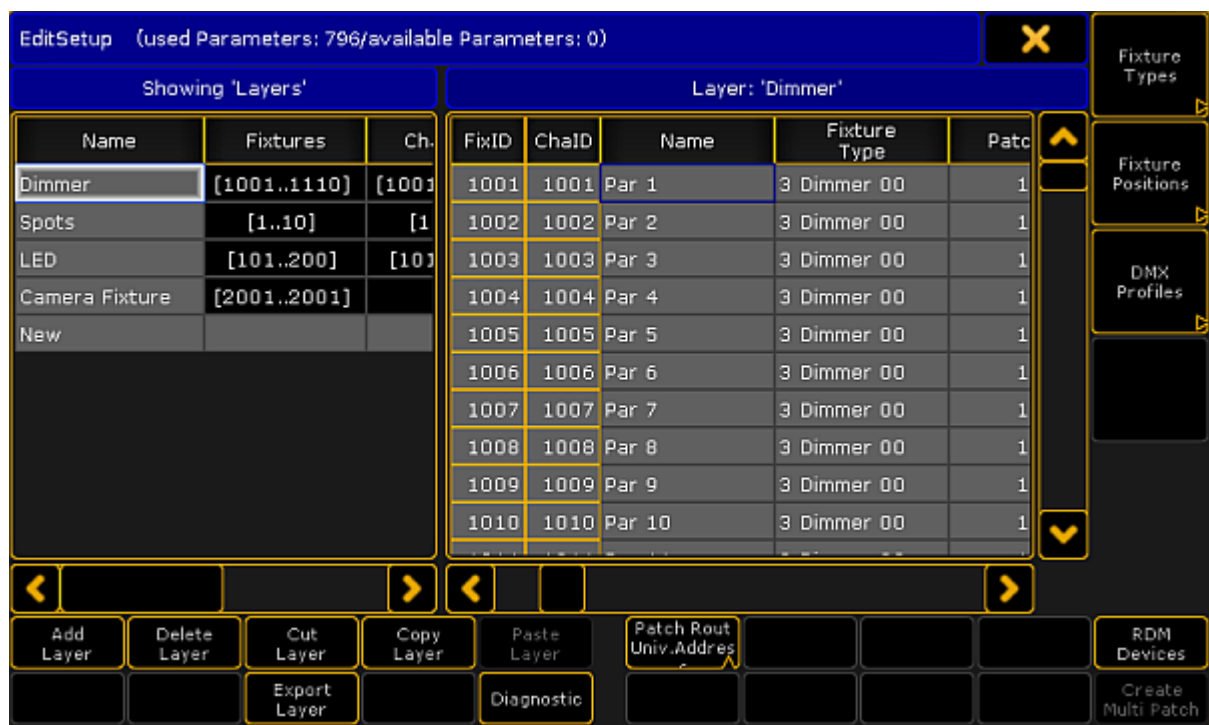 EditSetup (used Parameters: 796/available Parameters: 0)
Fixture
Types
Showing 'Layers'
Layer: 'Dimmer'
Name Fixtures Ch.
FixID ChaID Name Fixture Type Patc
Dimmer [1001..1110] [1001
Spots [1..10] [1
LED [101..200] [101
Camera Fixture [2001..2001]
New
1001 1001 Par 1 3 Dimmer 00 1
1002 1002 Par 2 3 Dimmer 00 1
1003 1003 Par 3 3 Dimmer 00 1
1004 1004 Par 4 3 Dimmer 00 1
1005 1005 Par 5 3 Dimmer 00 1
1006 1006 Par 6 3 Dimmer 00 1
1007 1007 Par 7 3 Dimmer 00 1
1008 1008 Par 8 3 Dimmer 00 1
1009 1009 Par 9 3 Dimmer 00 1
1010 1010 Par 10 3 Dimmer 00 1
Fixture
Positions
DMX
Profiles
Add
Layer
Delete
Layer
Cut
Layer
Copy
Layer
Paste
Layer
Patch Rout
Univ.Addres
RDM
Devices
Export
Layer
Diagnostic
Create
Multi Patch